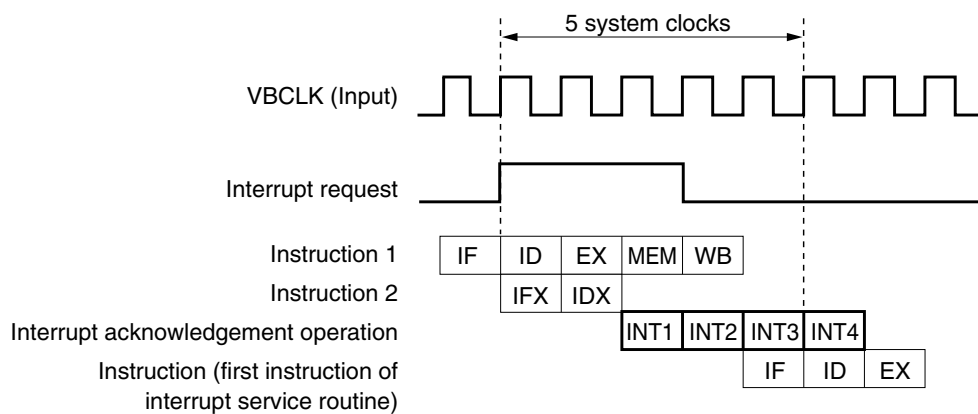 5 system clocks
VBCLK (Input)
Interrupt request
Instruction 1 IF ID EX MEM WB
Instruction 2 IFX IDX
Interrupt acknowledgement operation INT1 INT2 INT3 INT4
Instruction (first instruction of IF ID EX
interrupt service routine)